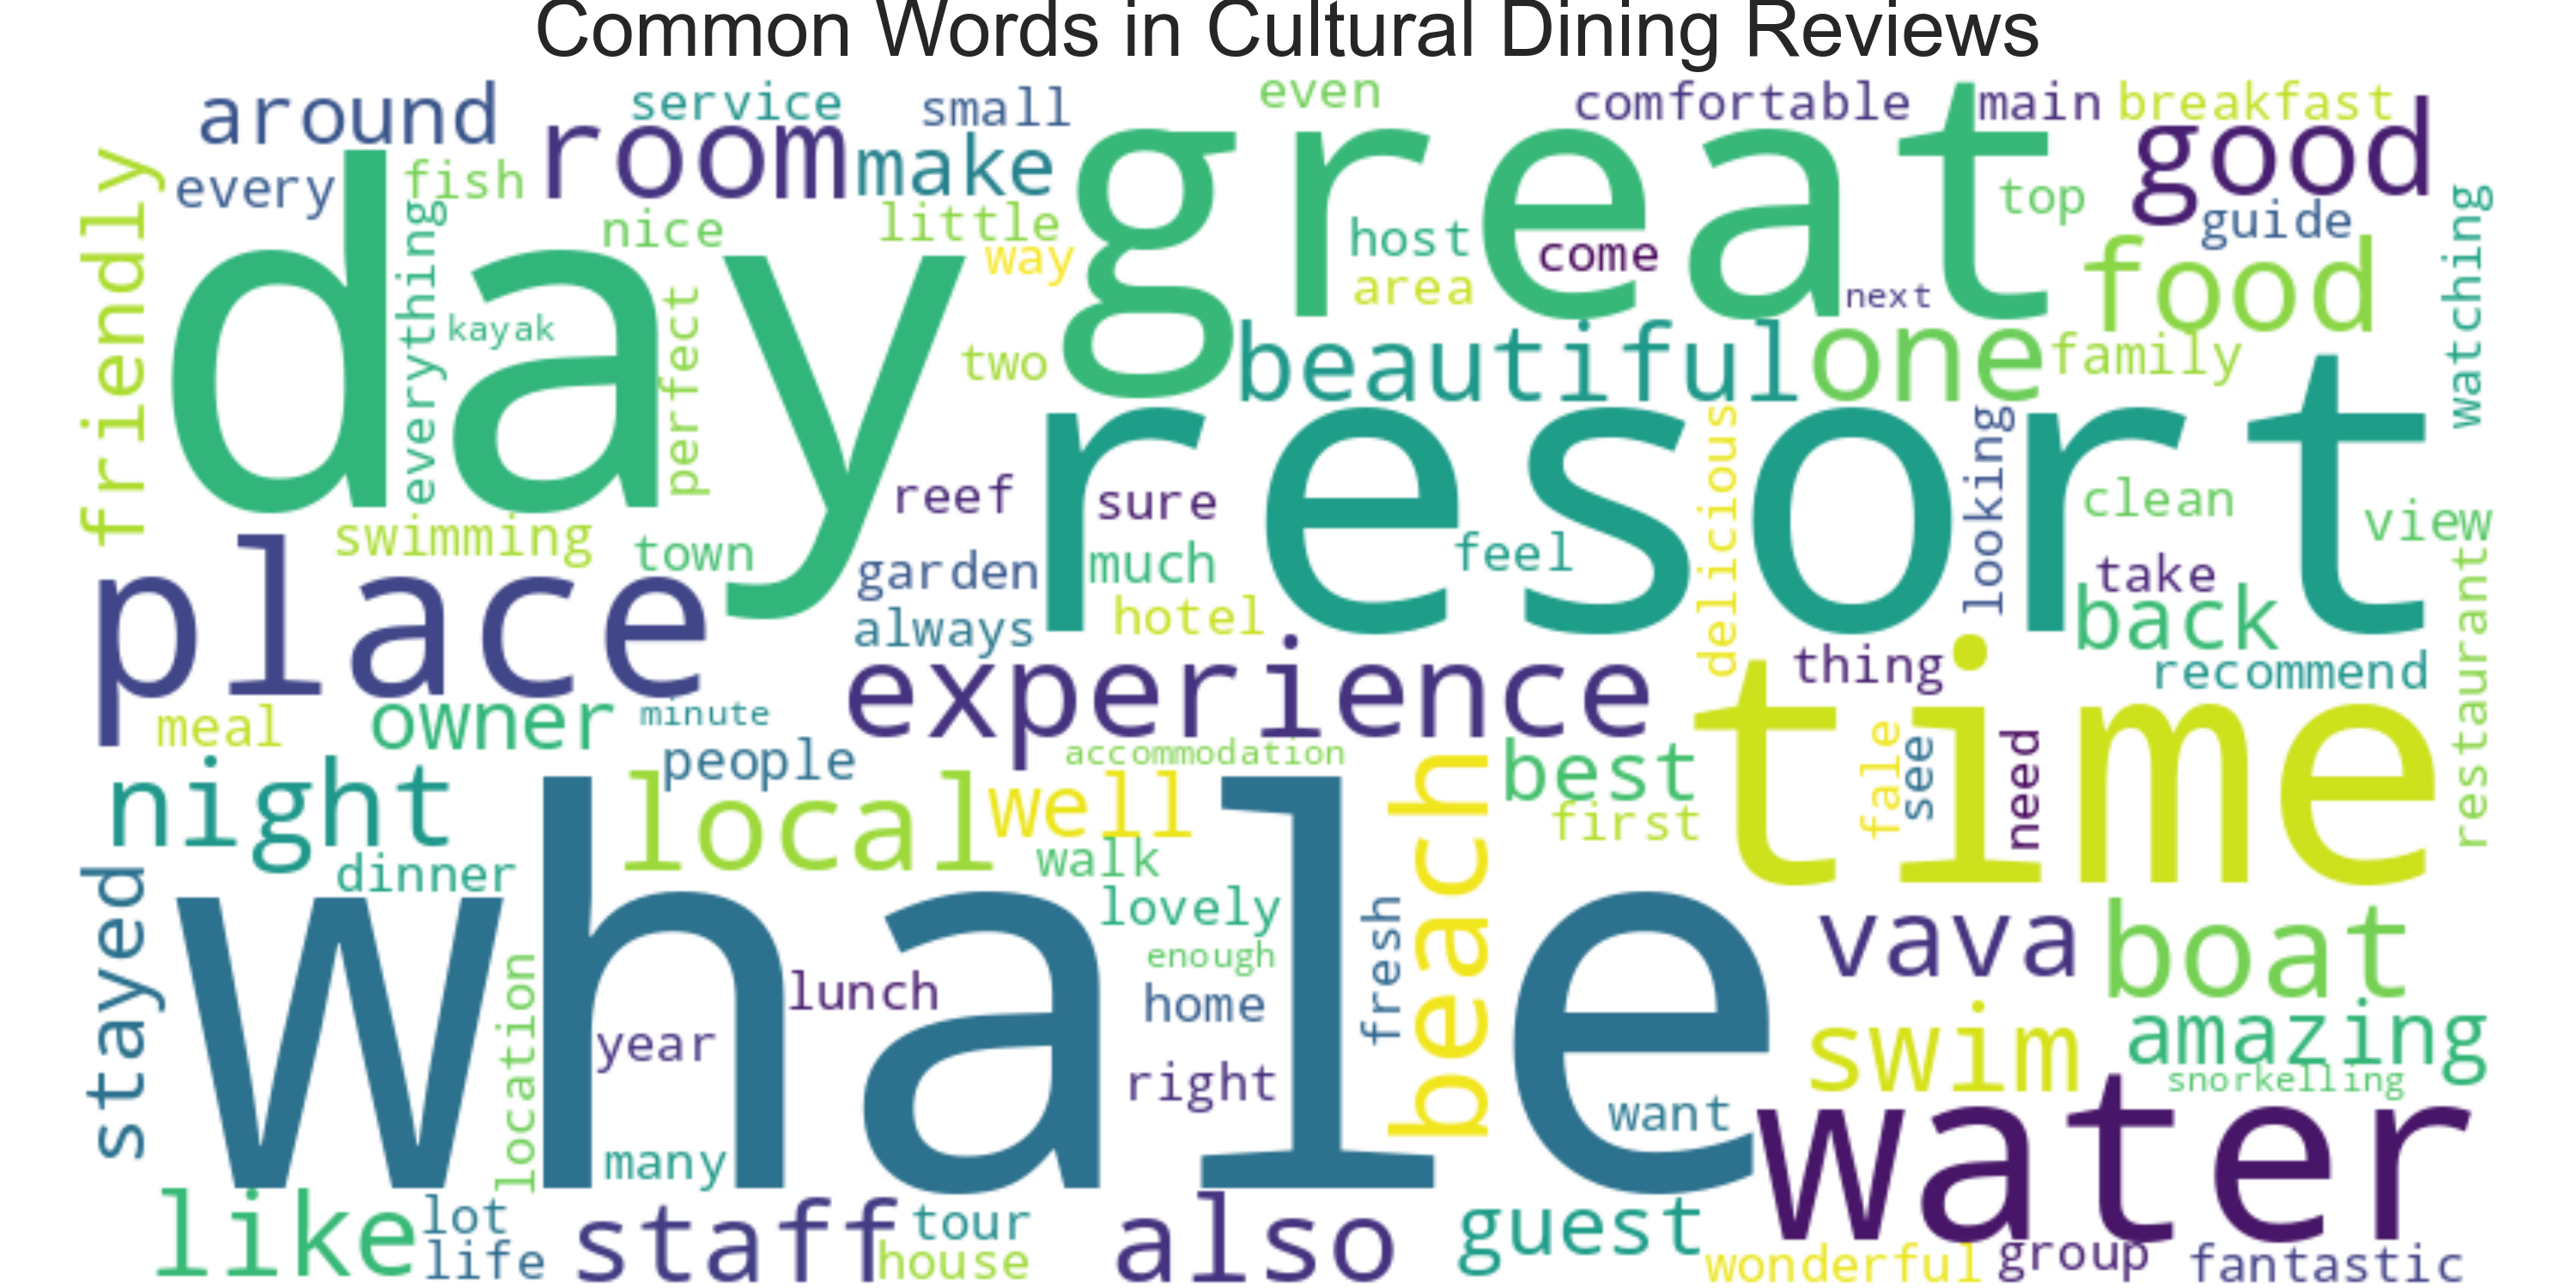 Common Words in Cultural Dining Reviews
around service small even comfortable main breakfast
every fish room make great top good
friendly day everything nice little way host come area next guide food watching
kayak perfect two beautiful one family
reef sure resort delicious looking clean view
swimming town garden much feel take
place always hotel back
experience thing time recommend restaurant
meal owner minute people accommodation best fale see need
night local well beach first
dinner walk
stayed whale lovely fresh vava boat
location lunch enough home swim amazing
year right want snorkelling
many water
like lot staff tour also guest
life house wonderful group fantastic